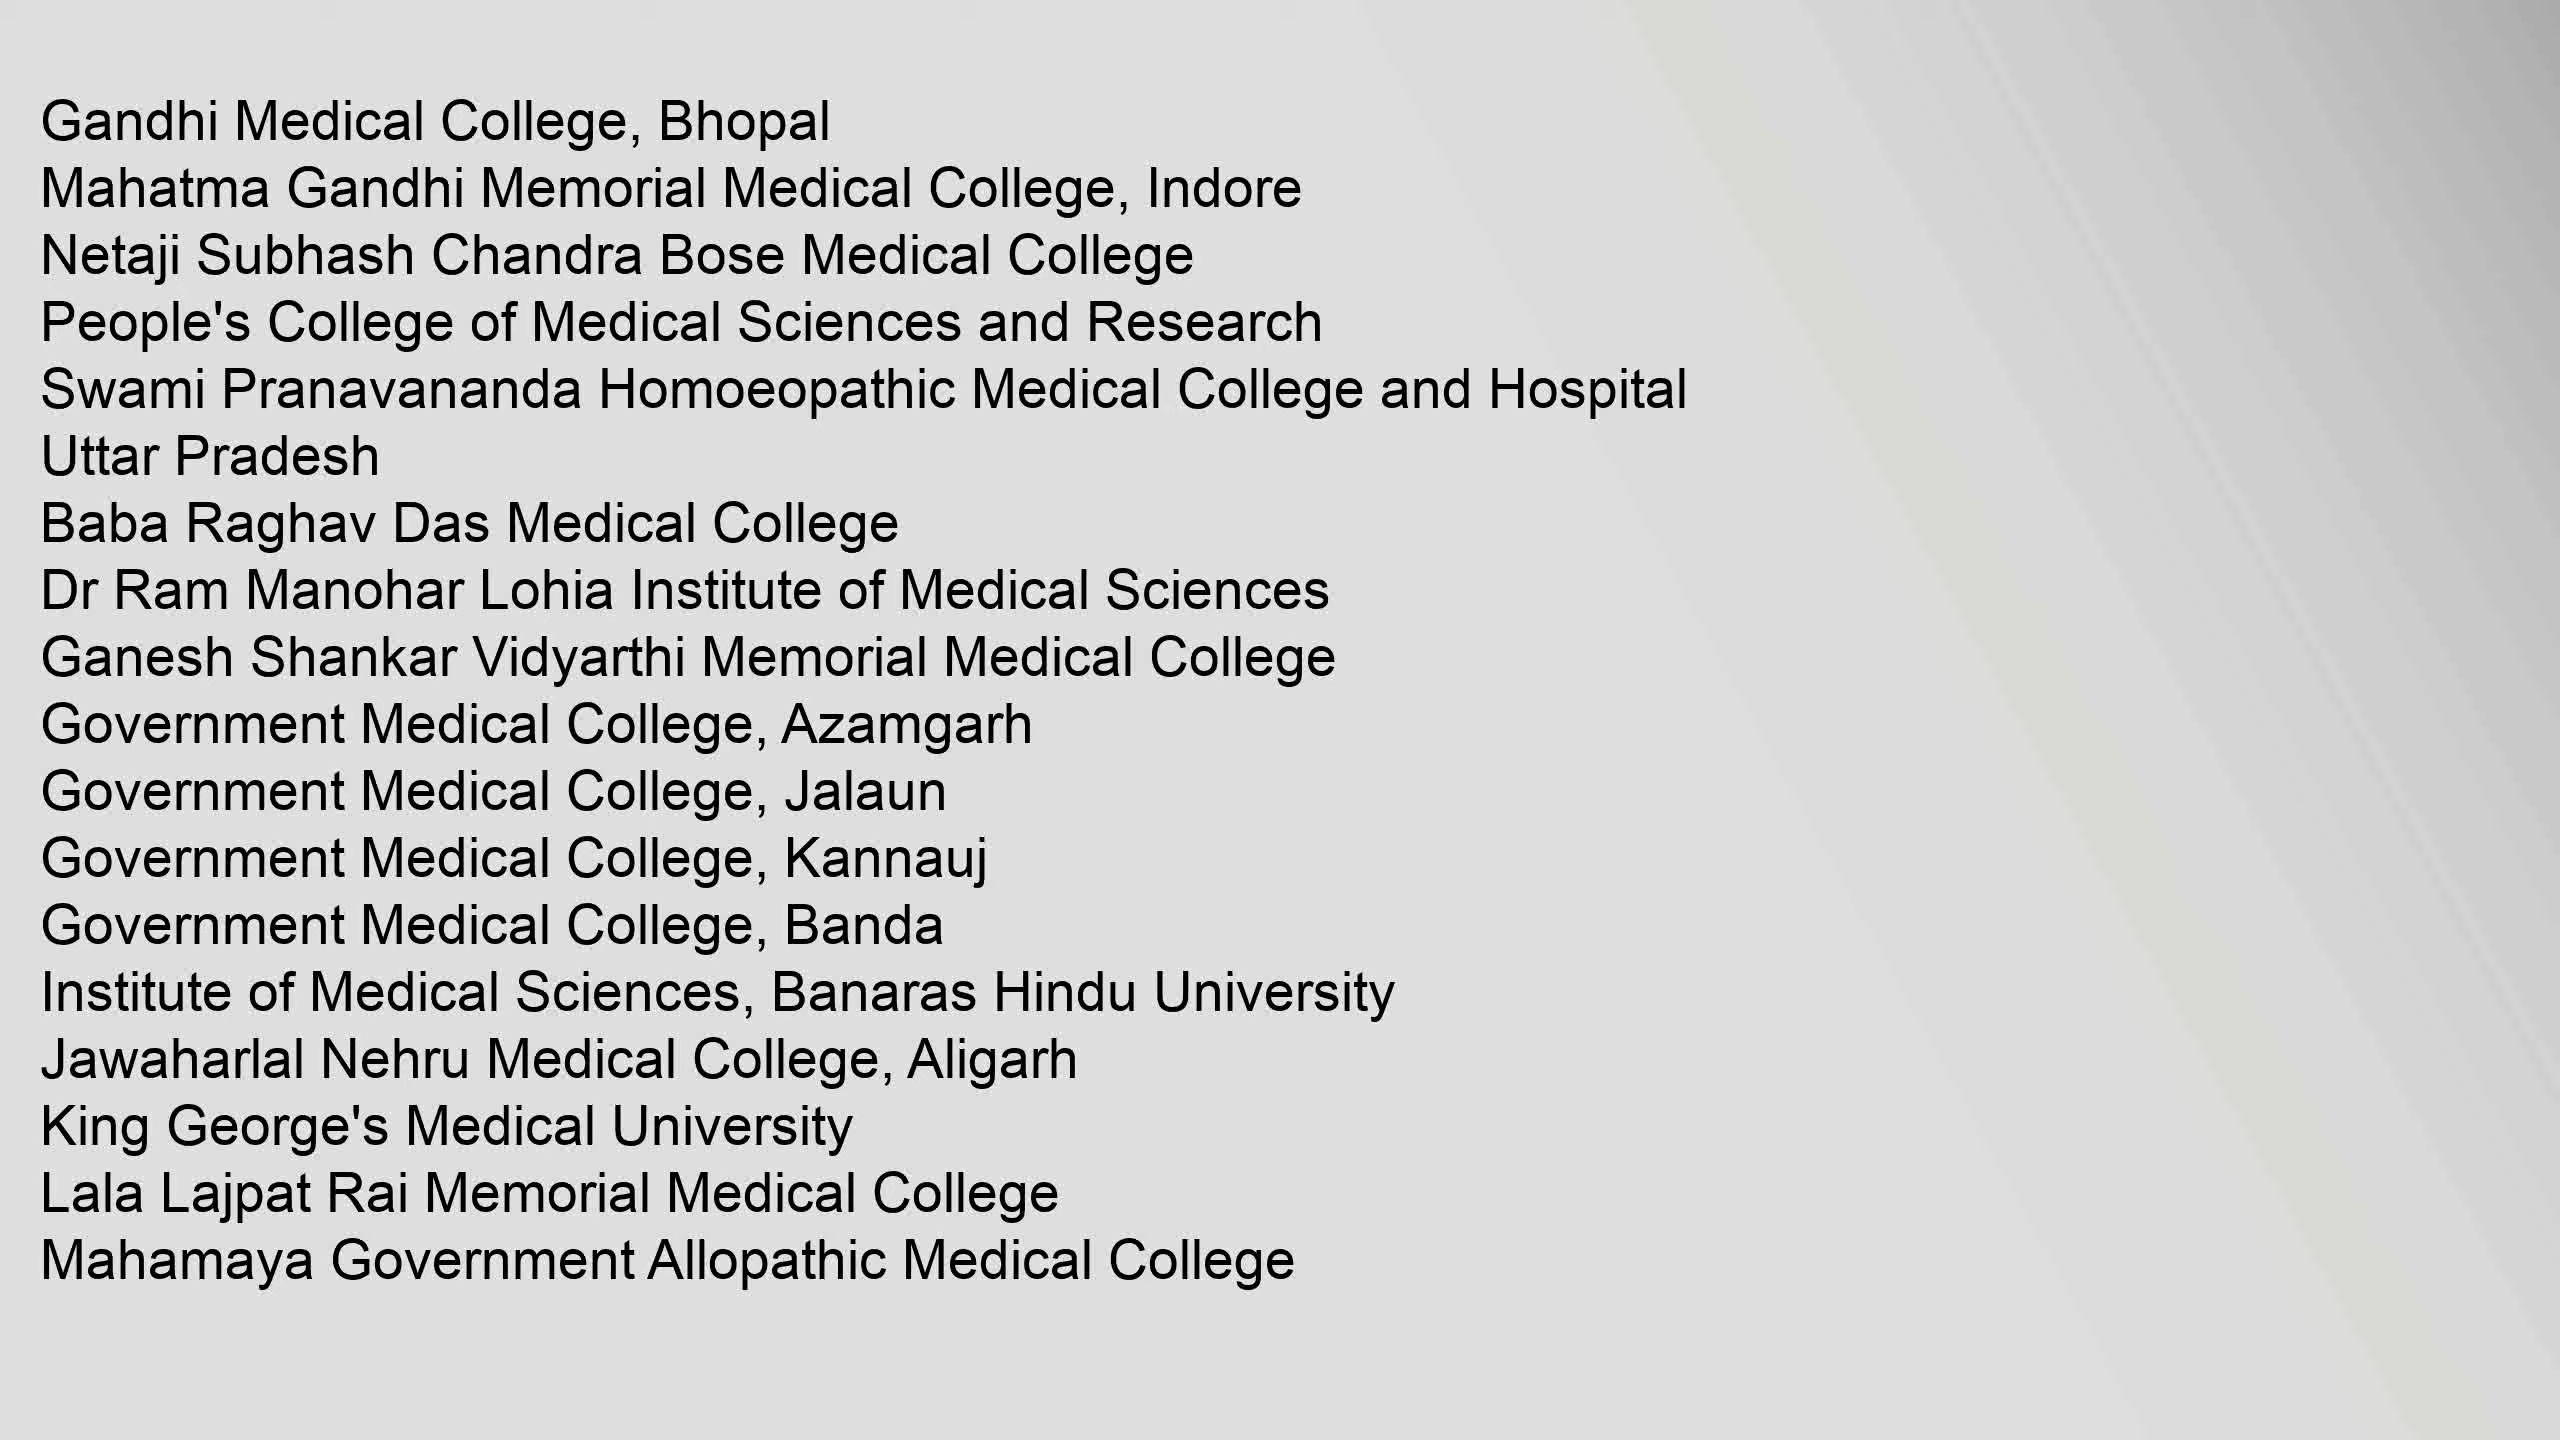 Gandhi Medical College, Bhopal
Mahatma Gandhi Memorial Medical College, Indore
Netaji Subhash Chandra Bose Medical College
People's College of Medical Sciences and Research
Swami Pranavananda Homoeopathic Medical College and Hospital
Uttar Pradesh
Baba Raghav Das Medical College
Dr Ram Manohar Lohia Institute of Medical Sciences
Ganesh Shankar Vidyarthi Memorial Medical College
Government Medical College, Azamgarh
Government Medical College, Jalaun
Government Medical College, Kannauj
Government Medical College, Banda
Institute of Medical Sciences, Banaras Hindu University
Jawaharlal Nehru Medical College, Aligarh
King George's Medical University
Lala Lajpat Rai Memorial Medical College
Mahamaya Government Allopathic Medical College